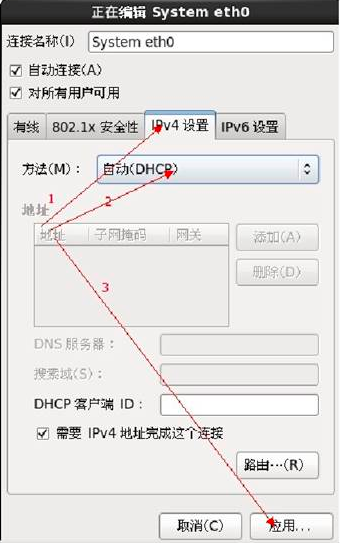 正在编辑 System eth0
连接名称(I) System eth0
自动连接(A)
对所有用户可用
有线 802.1x 安全性 IPv4 设置 IPv6 设置
方法(M)： 自动(DHCP)
1
2
地址
地址 子网掩码 网关 添加(A)
删除(D)
3
DNS 服务器：
搜索域(S)：
DHCP 客户端 ID：
需要 IPv4 地址完成这个连接
路由…(R)
取消(C) 应用...